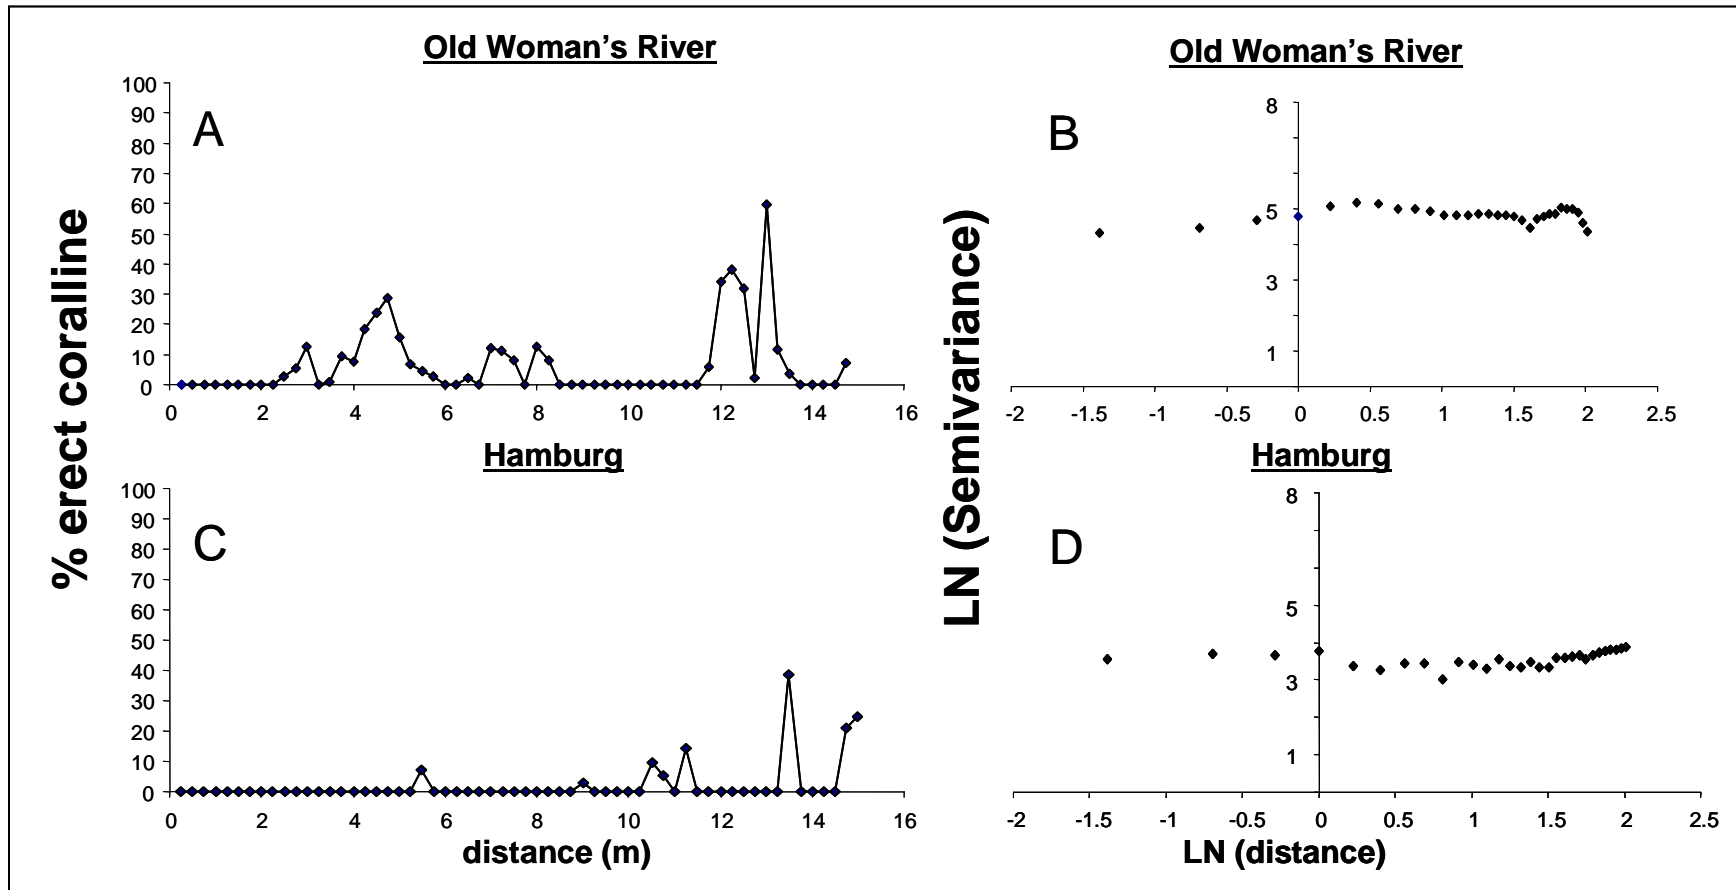 Old Woman's River
A
% erect coralline
100
90
80
70
60
50
40
30
20
10
0
0 2 4 6 8 10 12 14 16
Old Woman's River
B
LN (Semivariance)
8
5
3
1
-2 -1.5 -1 -0.5 0 0.5 1 1.5 2 2.5
Hamburg
C
100
90
80
70
60
50
40
30
20
10
0
0 2 4 6 8 10 12 14 16
distance (m)
Hamburg
D
8
5
3
1
-2 -1.5 -1 -0.5 0 0.5 1 1.5 2 2.5
LN (distance)